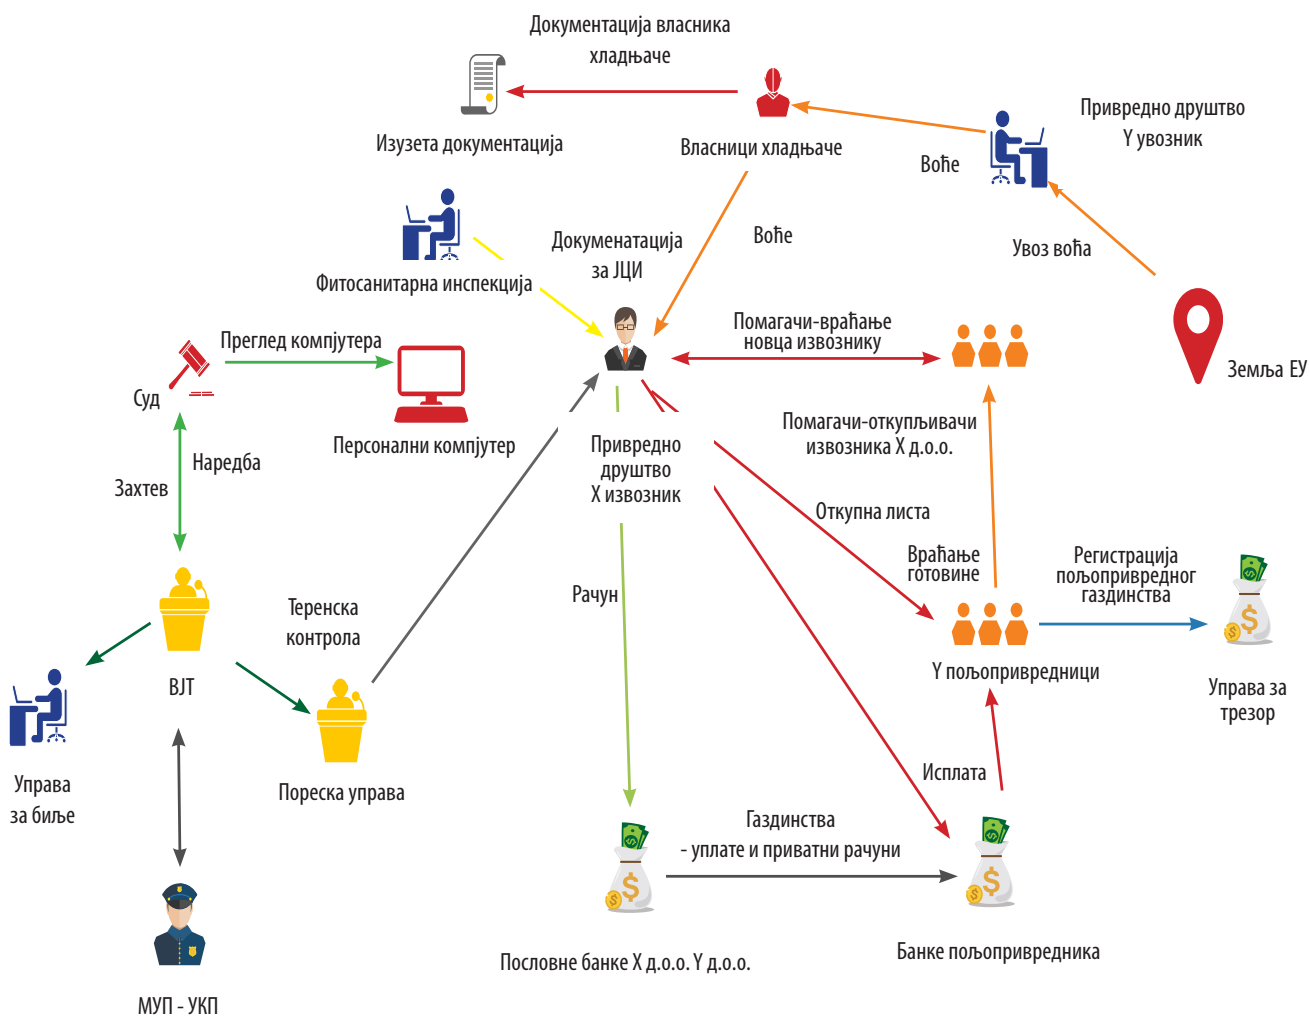 Документација власника
хладњаче
Изузета документација
Власници хладњаче
Привредно друштво
Y увозник
Воће
Увоз воћа
Земља ЕУ
Воће
Докуменатација
за ЈЦИ
Фитосанитарна инспекција
Преглед компјутера
Суд
Персонални компјутер
Помагачи-враћање
новца извознику
Помагачи-откупљивачи
извозника X д.о.о.
Привредно
друштво
X извозник
Наредба
Захтев
Откупна листа
Враћање
готовине
Регистрација
пољопривредног
газдинства
Рачун
Теренска
контрола
ВЈТ
Y пољопривредници
Управа за
трезор
Управа
за биље
Пореска управа
Исплата
Газдинства
- уплате и приватни рачуни
Пословне банке X д.о.о. Y д.о.о.
Банке пољопривредника
МУП - УКП